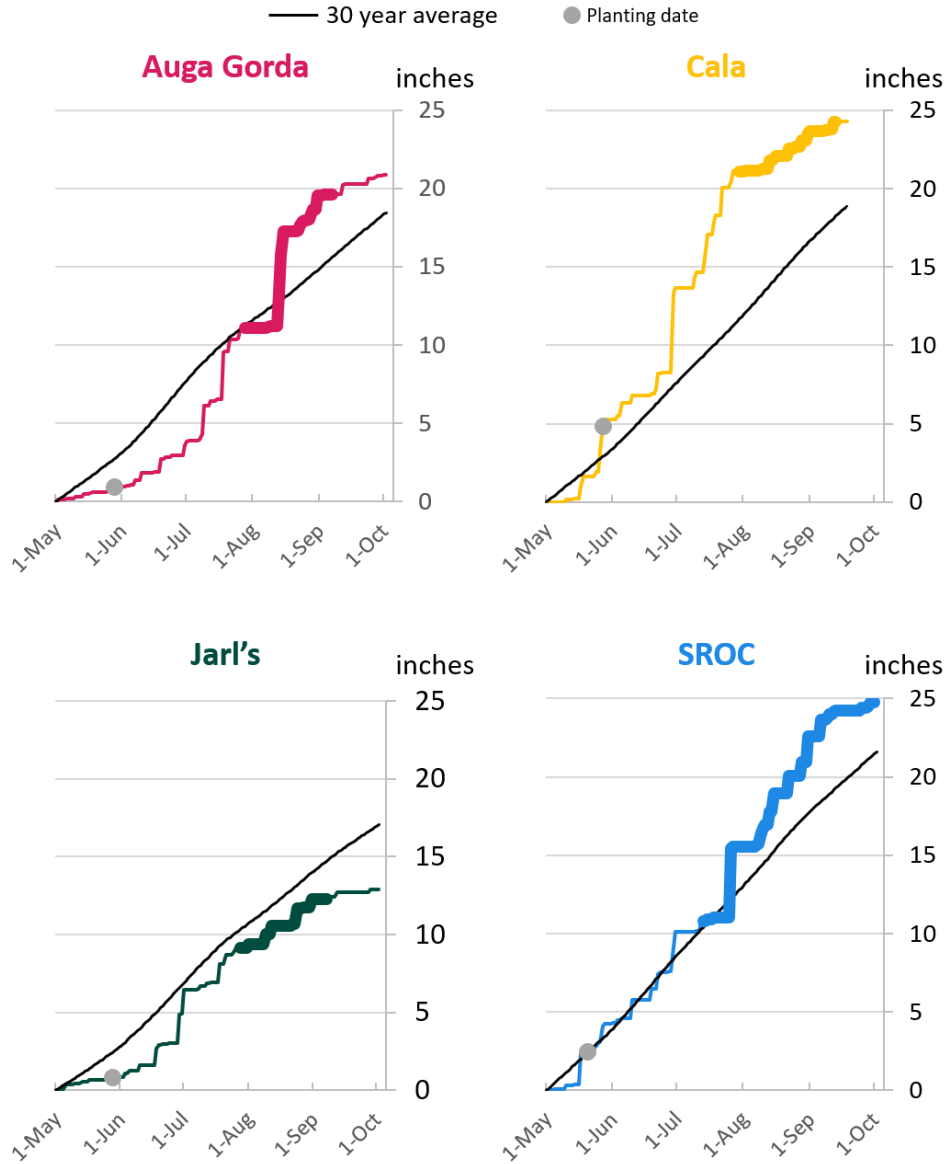 30 year average
Planting date
Auga Gorda
inches
25
20
15
10
5
0
1-May
1-Jun
1-Jul
1-Aug
1-Sep
1-Oct
Cala
inches
25
20
15
10
5
0
1-May
1-Jun
1-Jul
1-Aug
1-Sep
1-Oct
Jarl's
inches
25
20
15
10
5
0
1-May
1-Jun
1-Jul
1-Aug
1-Sep
1-Oct
SROC
inches
25
20
15
10
5
0
1-May
1-Jun
1-Jul
1-Aug
1-Sep
1-Oct